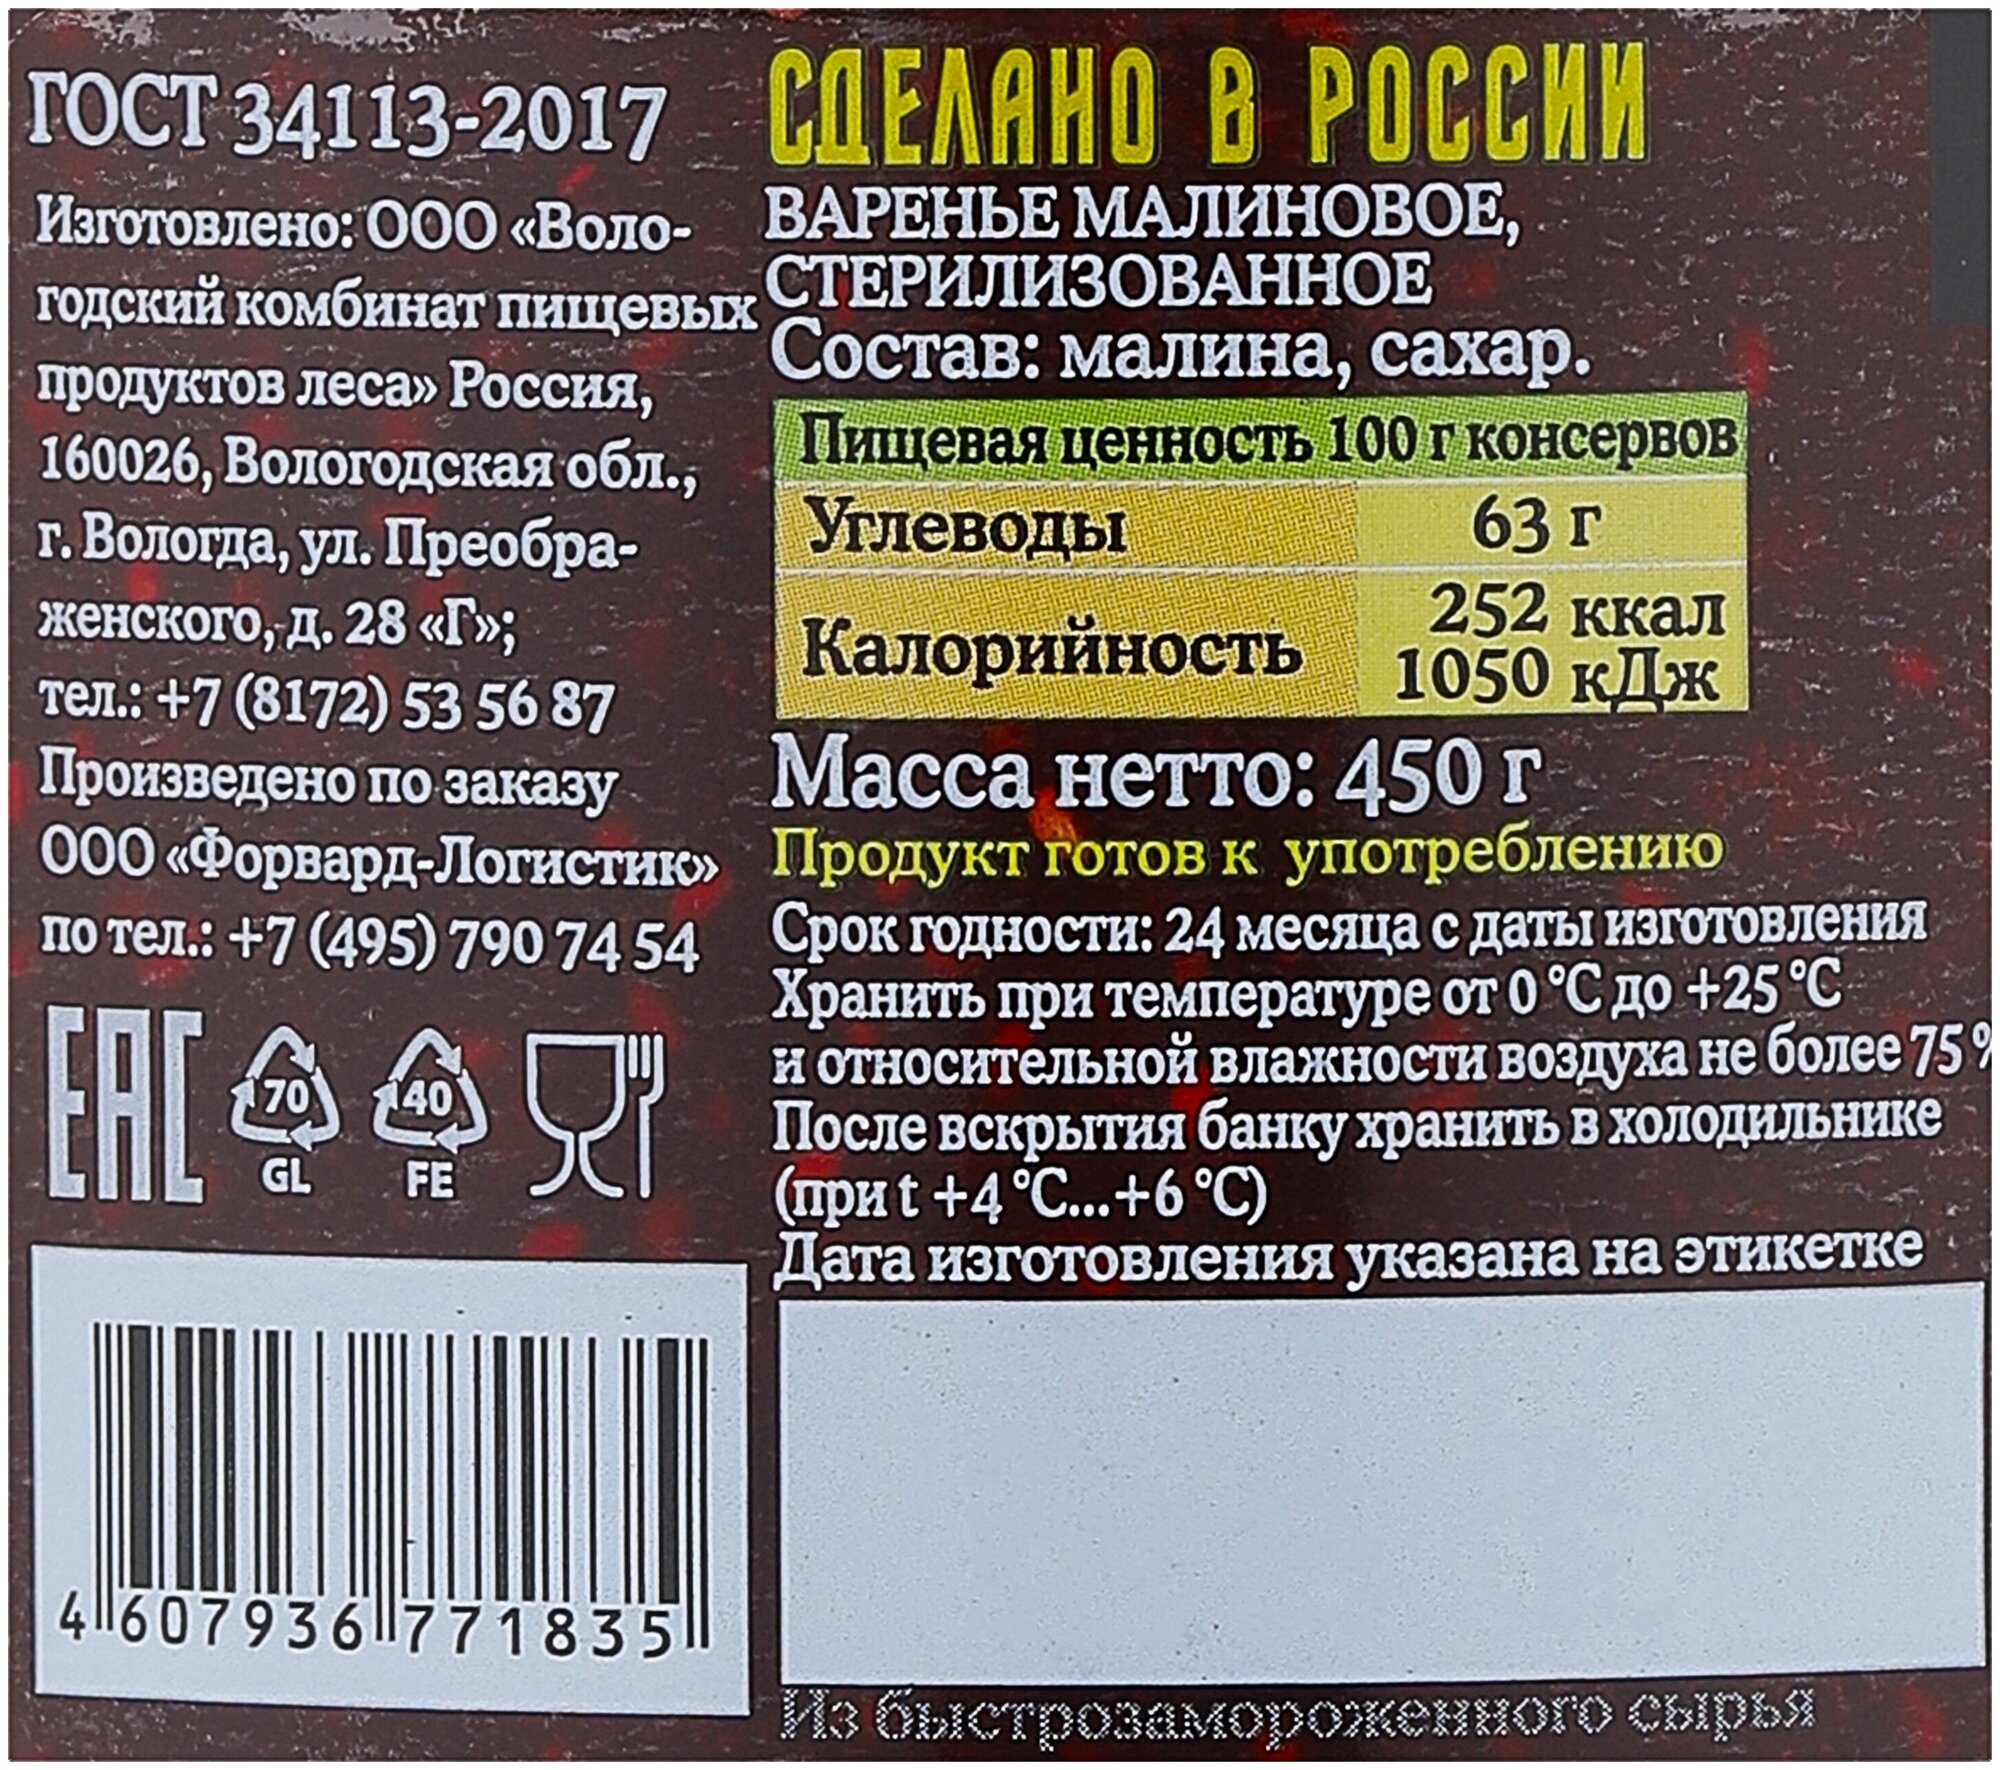 ГОСТ 34113-2017
Изготовлено: ООО «Воло-
годский комбинат пищевых
продуктов леса» Россия,
160026, Вологодская обл.,
г. Вологда, ул. Преобра-
женского, д. 28 «Г»;
тел.: +7 (8172) 53 56 87
Произведено по заказу
ООО «Форвард-Логистик»
по тел.: +7 (495) 790 74 54
ЕАС
70
GL
40
FE
4 607936 771835
СДЕЛАНО В РОССИИ
ВАРЕНЬЕ МАЛИНОВОЕ,
СТЕРИЛИЗОВАННОЕ
Состав: малина, сахар.
Пищевая ценность 100 г консервов
Углеводы 63 г
Калорийность 252 ккал
1050 кДж
Масса нетто: 450 г
Продукт готов к употреблению
Срок годности: 24 месяца с даты изготовления
Хранить при температуре от 0 °С до +25 °С
и относительной влажности воздуха не более 75 %
После вскрытия банку хранить в холодильнике
(при t +4 °С...+6 °С)
Дата изготовления указана на этикетке
Из быстрозамороженного сырья